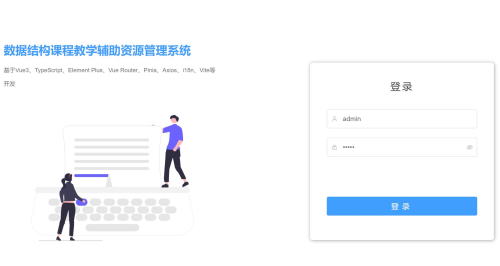 数据结构课程教学辅助资源管理系统
基于Vue3、TypeScript、Element Plus、Vue Router、Pinia、Axios、i18n、Vite等
开发
登录
admin
•••••
登 录